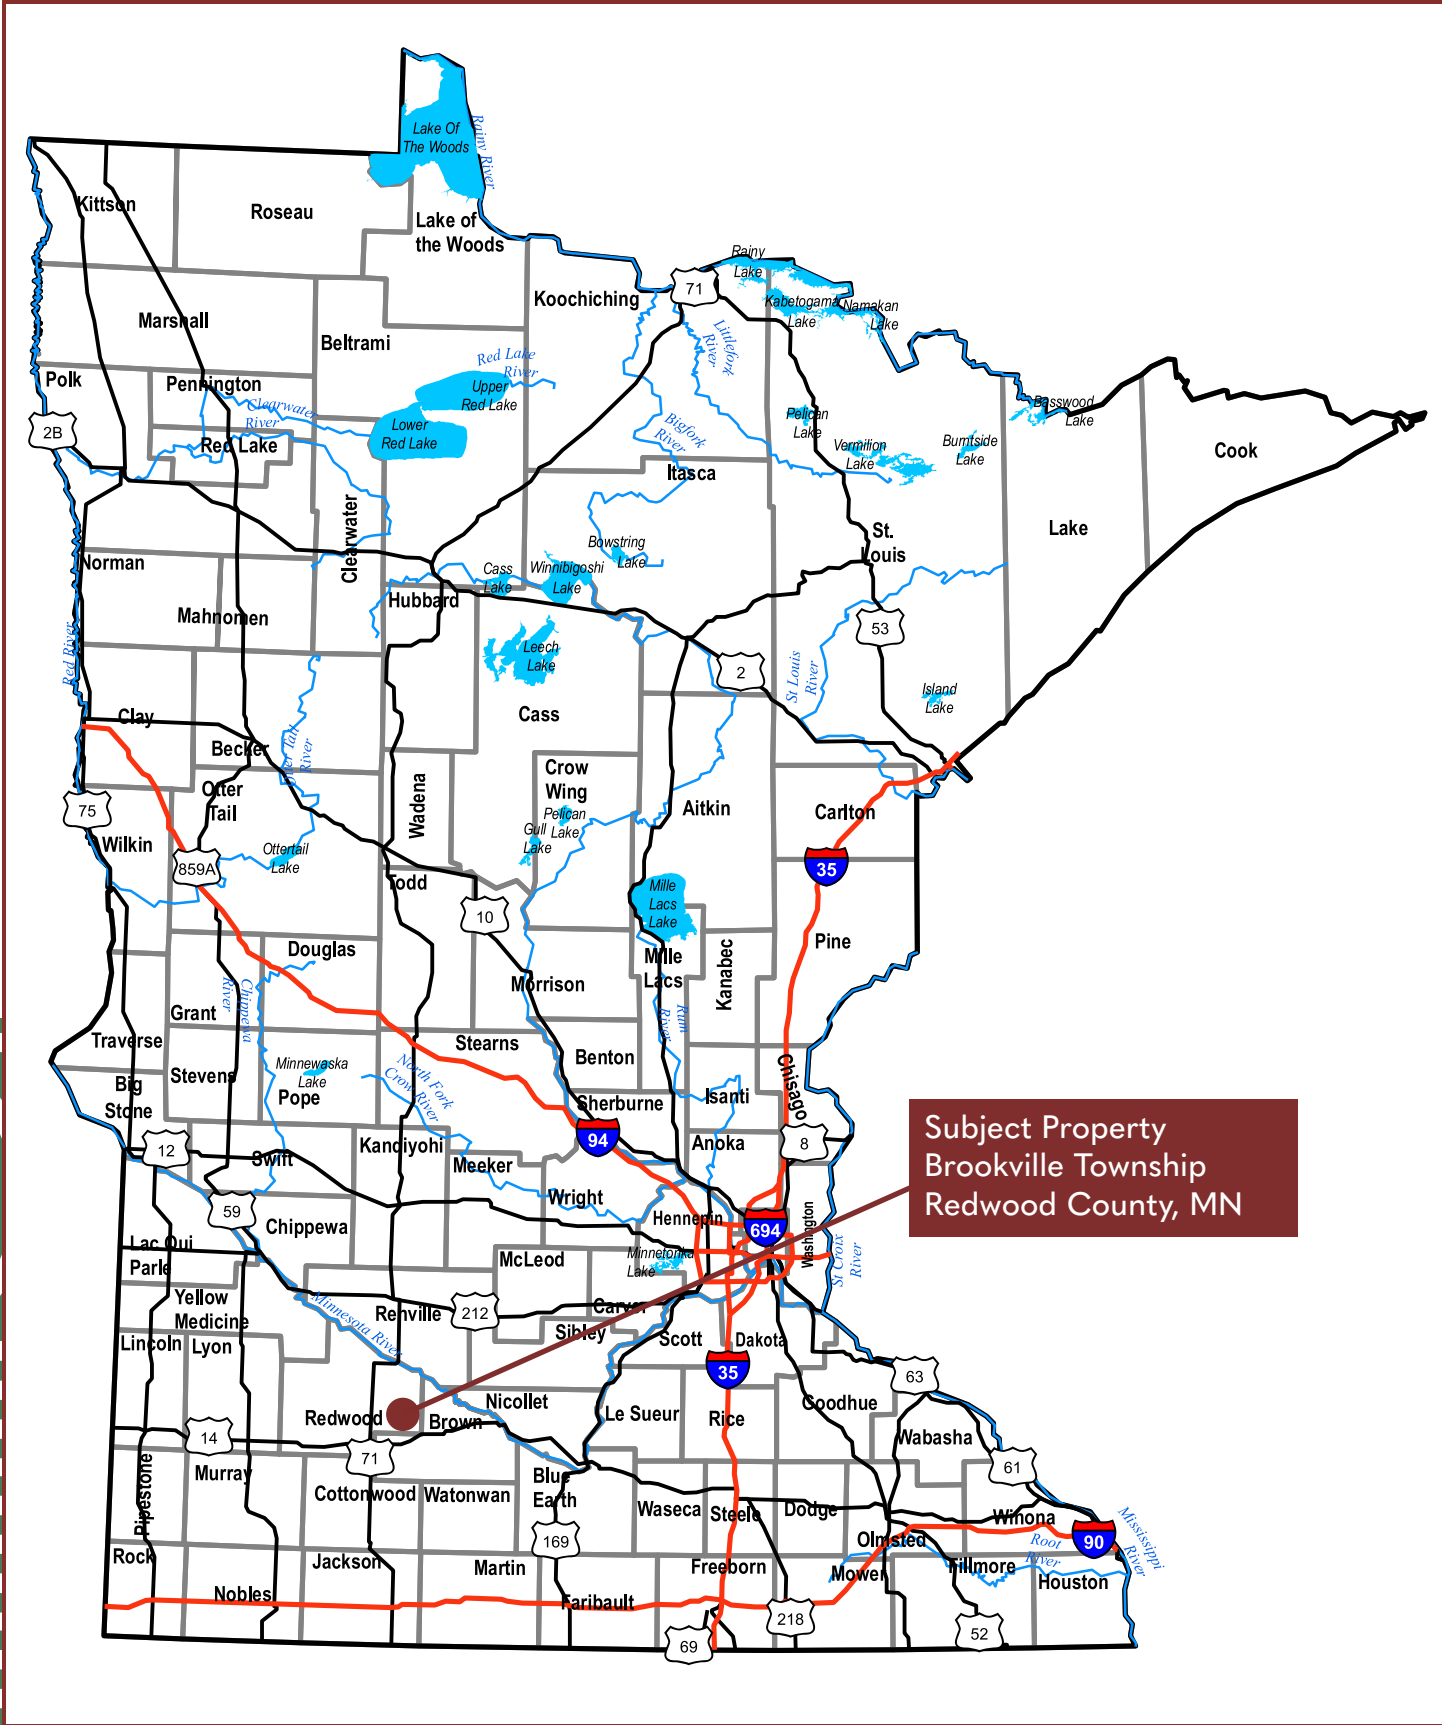 Lake Of
The Woods
Rainy River
Kittson
Roseau
Lake of
the Woods
Rainy
Lake
71
Koochiching
Kabetogama
Lake
Namakan
Lake
Marshall
Beltrami
Littlefork
River
Red Lake
River
Polk
Pennington
Upper
Red Lake
Clearwater
River
Basswood
Lake
2B
Red Lake
Lower
Red Lake
Bigfork
River
Pelican
Lake
Vermilion
Lake
Burntside
Lake
Cook
Itasca
Clearwater
Lake
St.
Louis
Bowstring
Lake
Norman
Cass
Lake
Winnibigoshi
Lake
Hubbard
Mahnomen
53
Red River
Leech
Lake
2
St Louis
River
Island
Lake
Clay
Cass
Becker
Otter Tail
River
Otter
Tail
Crow
Wing
Wadena
75
Pelican
Lake
Gull
Lake
Aitkin
Carlton
Wilkin
859A
Ottertail
Lake
35
Todd
Mille
Lacs
Lake
10
Douglas
Pine
Mille
Lacs
Kanabec
Morrison
Chippewa
River
Grant
Rum
River
Traverse
Stearns
Benton
Stevens
Minnewaska
Lake
Pope
North Fork
Crow River
Big
Stone
Chisago
Isanti
Sherburne
94
Anoka
8
Subject Property
Brookville Township
Redwood County, MN
12
Swift
Kandiyohi
Meeker
Wright
59
Chippewa
Hennepin
694
Washington
Lac Qui
Parle
McLeod
Minnetonka
Lake
St Croix
River
Yellow
Medicine
Minnesota River
Renville
212
Carver
Sibley
Scott
Dakota
Lincoln
Lyon
35
63
Redwood
Brown
Nicollet
Le Sueur
Rice
Goodhue
14
71
Wabasha
Pipestone
Murray
Cottonwood
Watonwan
Blue
Earth
61
Waseca
Steele
Dodge
Winona
Mississippi
River
169
Olmsted
Root
River
90
Rock
Jackson
Martin
Freeborn
Mower
Fillmore
Houston
Nobles
Faribault
218
69
52